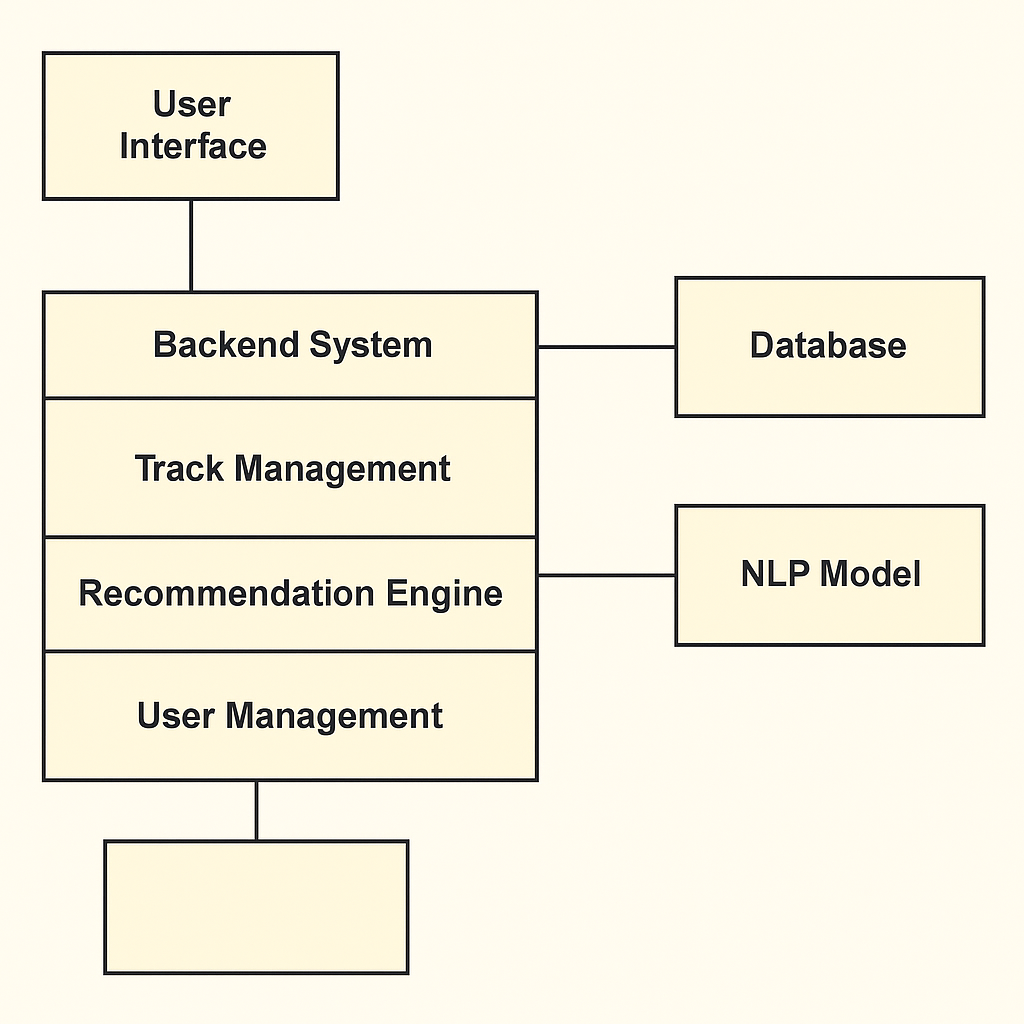 User
Interface
Backend System
Database
Track Management
Recommendation Engine
NLP Model
User Management